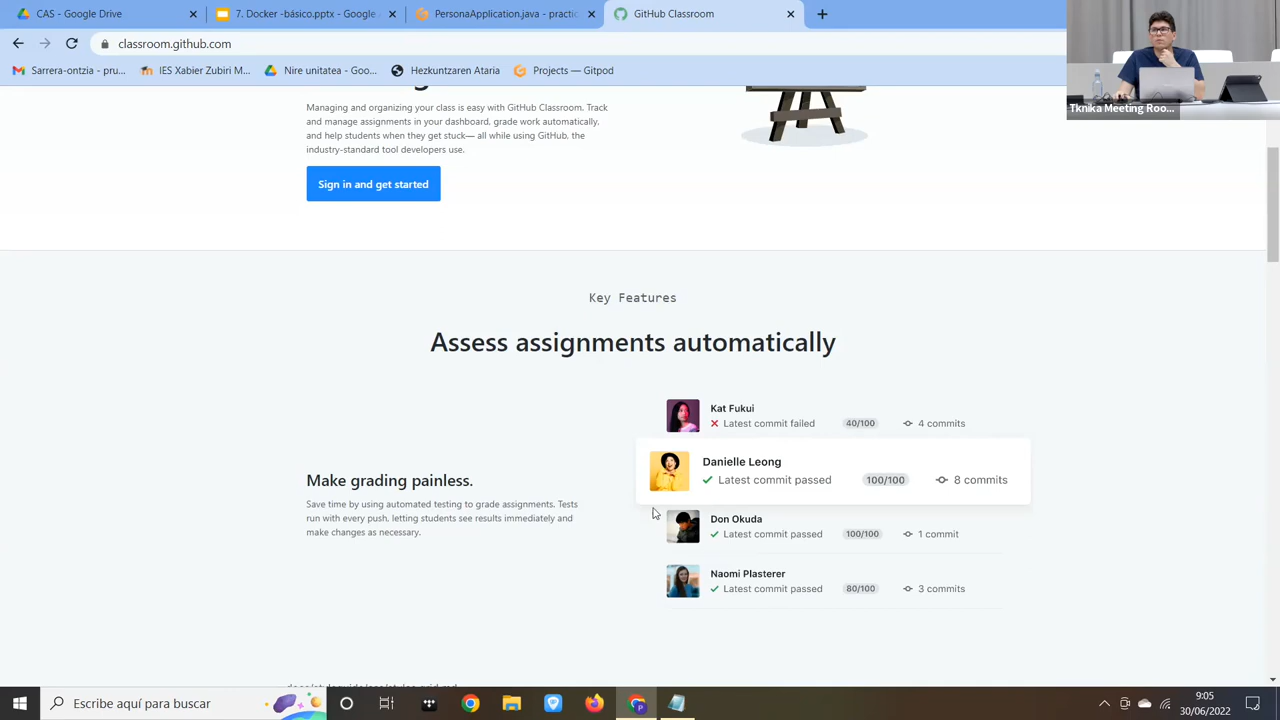 CAS - Google Drive
7. Docker -básico.pptx - Google
PersonaApplication.java - practic
GitHub Classroom
classroom.github.com
Sarrera-ontzia - pru...
IES Xabier Zubiri M...
Nire unitatea - Goo...
Hezkuntzaren Ataria
Projects — Gitpod
Tknika Meeting Roo...
Managing and organizing your class is easy with GitHub Classroom. Track
and manage assignments in your dashboard, grade work automatically,
and help students when they get stuck— all while using GitHub, the
industry-standard tool developers use.
Sign in and get started
Key Features
Assess assignments automatically
Kat Fukui
Latest commit failed 40/100 4 commits
Danielle Leong
Latest commit passed 100/100 8 commits
Make grading painless.
Save time by using automated testing to grade assignments. Tests
run with every push, letting students see results immediately and
make changes as necessary.
Don Okuda
Latest commit passed 100/100 1 commit
Naomi Plasterer
Latest commit passed 80/100 3 commits
Escribe aquí para buscar
9:05
30/06/2022